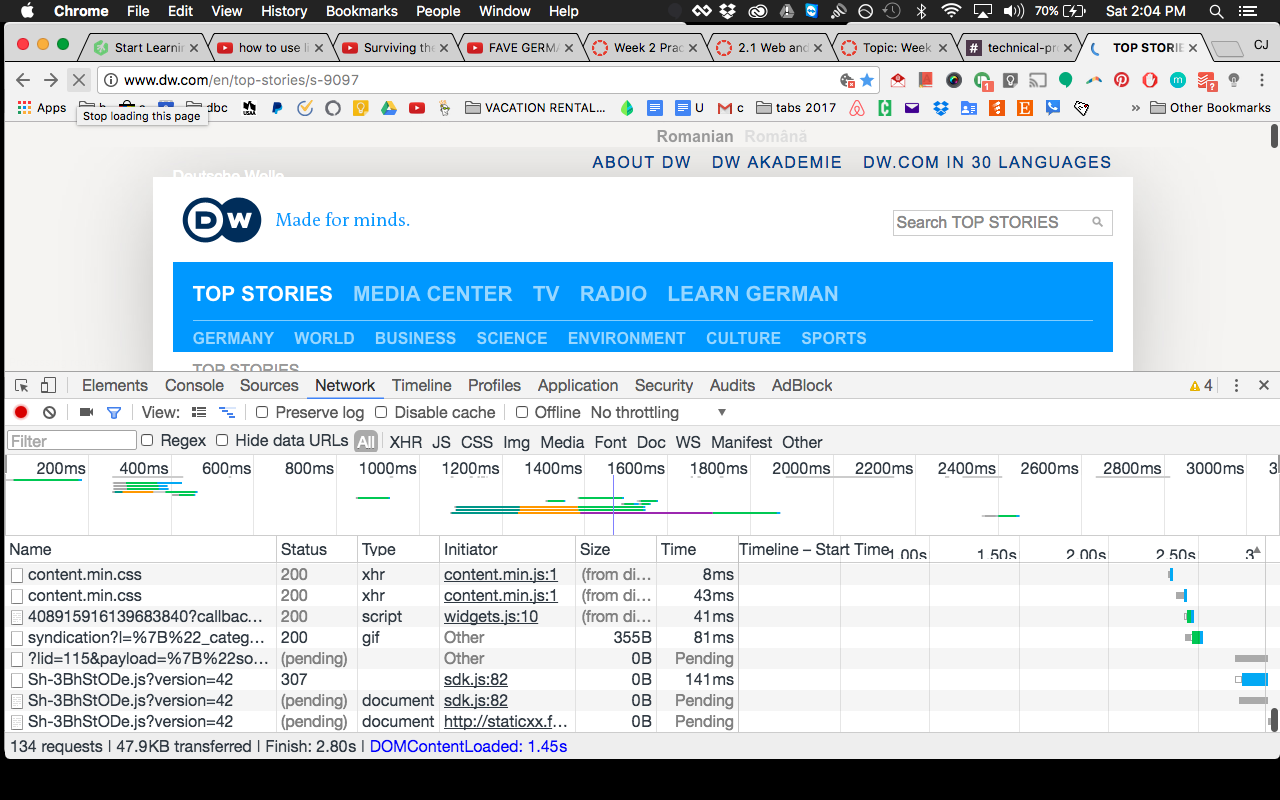 Chrome File Edit View History Bookmarks People Window Help 70% Sat 2:04 PM
Start Learnin how to use li Surviving the FAVE GERMA Week 2 Prac 2.1 Web and Topic: Week technical-pr TOP STORIE CJ
www.dw.com/en/top-stories/s-9097
Apps dbc VACATION RENTAL... U c tabs 2017 » Other Bookmarks
Stop loading this page
Romanian Română
ABOUT DW DW AKADEMIE DW.COM IN 30 LANGUAGES
Deutsche Welle
DW Made for minds. Search TOP STORIES
TOP STORIES MEDIA CENTER TV RADIO LEARN GERMAN
GERMANY WORLD BUSINESS SCIENCE ENVIRONMENT CULTURE SPORTS
TOP STORIES
Elements Console Sources Network Timeline Profiles Application Security Audits AdBlock 4
View: Preserve log Disable cache Offline No throttling
Filter Regex Hide data URLs All XHR JS CSS Img Media Font Doc WS Manifest Other
200ms 400ms 600ms 800ms 1000ms 1200ms 1400ms 1600ms 1800ms 2000ms 2200ms 2400ms 2600ms 2800ms 3000ms 3
Name Status Type Initiator Size Time Timeline – Start Time 1.00s 1.50s 2.00s 2.50s 3
content.min.css 200 xhr content.min.js:1 (from di... 8ms
content.min.css 200 xhr content.min.js:1 (from di... 43ms
408915916139683840?callbac... 200 script widgets.js:10 (from di... 41ms
syndication?l=%7B%22_categ... 200 gif Other 355B 81ms
?lid=115&payload=%7B%22so... (pending) Other 0B Pending
Sh-3BhStODe.js?version=42 307 sdk.js:82 0B 141ms
Sh-3BhStODe.js?version=42 (pending) document sdk.js:82 0B Pending
Sh-3BhStODe.js?version=42 (pending) document http://staticxx.f... 0B Pending
134 requests | 47.9KB transferred | Finish: 2.80s | DOMContentLoaded: 1.45s